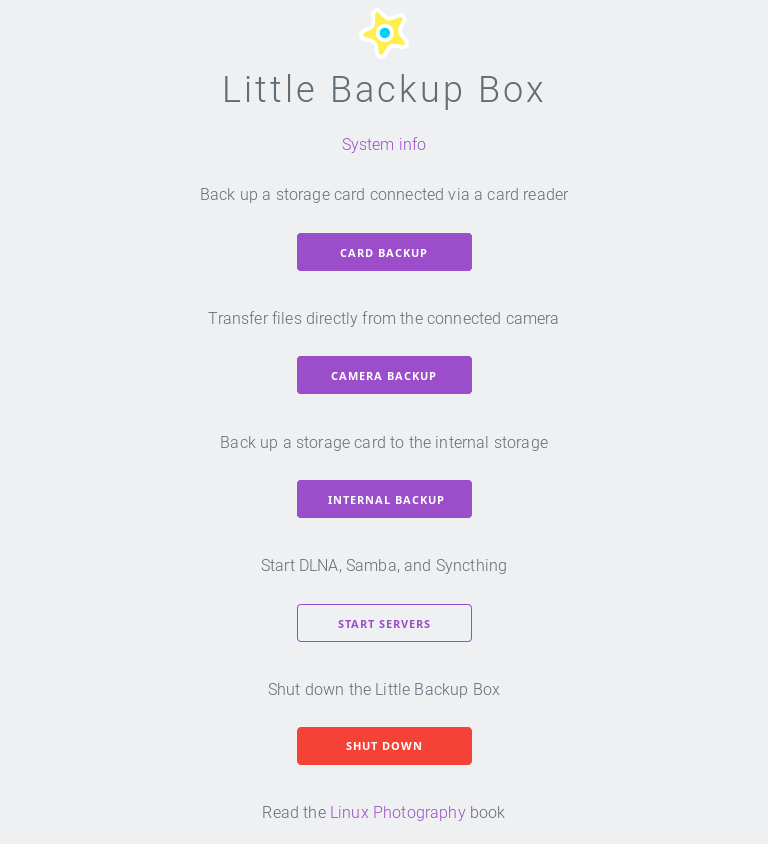 Little Backup Box
System info
Back up a storage card connected via a card reader
CARD BACKUP
Transfer files directly from the connected camera
CAMERA BACKUP
Back up a storage card to the internal storage
INTERNAL BACKUP
Start DLNA, Samba, and Syncthing
START SERVERS
Shut down the Little Backup Box
SHUT DOWN
Read the Linux Photography book